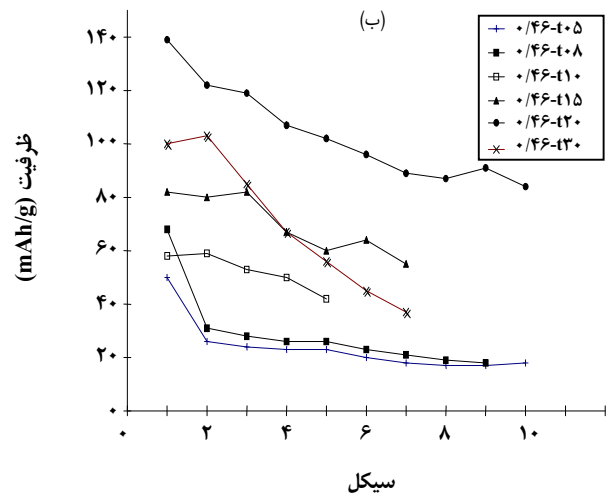 (ب)
۰/۴۶-t۰۵
۰/۴۶-t۰۸
۰/۴۶-t۱۰
۰/۴۶-t۱۵
۰/۴۶-t۲۰
۰/۴۶-t۳۰
ظرفیت (mAh/g)
۱۴۰
۱۲۰
۱۰۰
۸۰
۶۰
۴۰
۲۰
۰
۰ ۲ ۴ ۶ ۸ ۱۰
سیکل